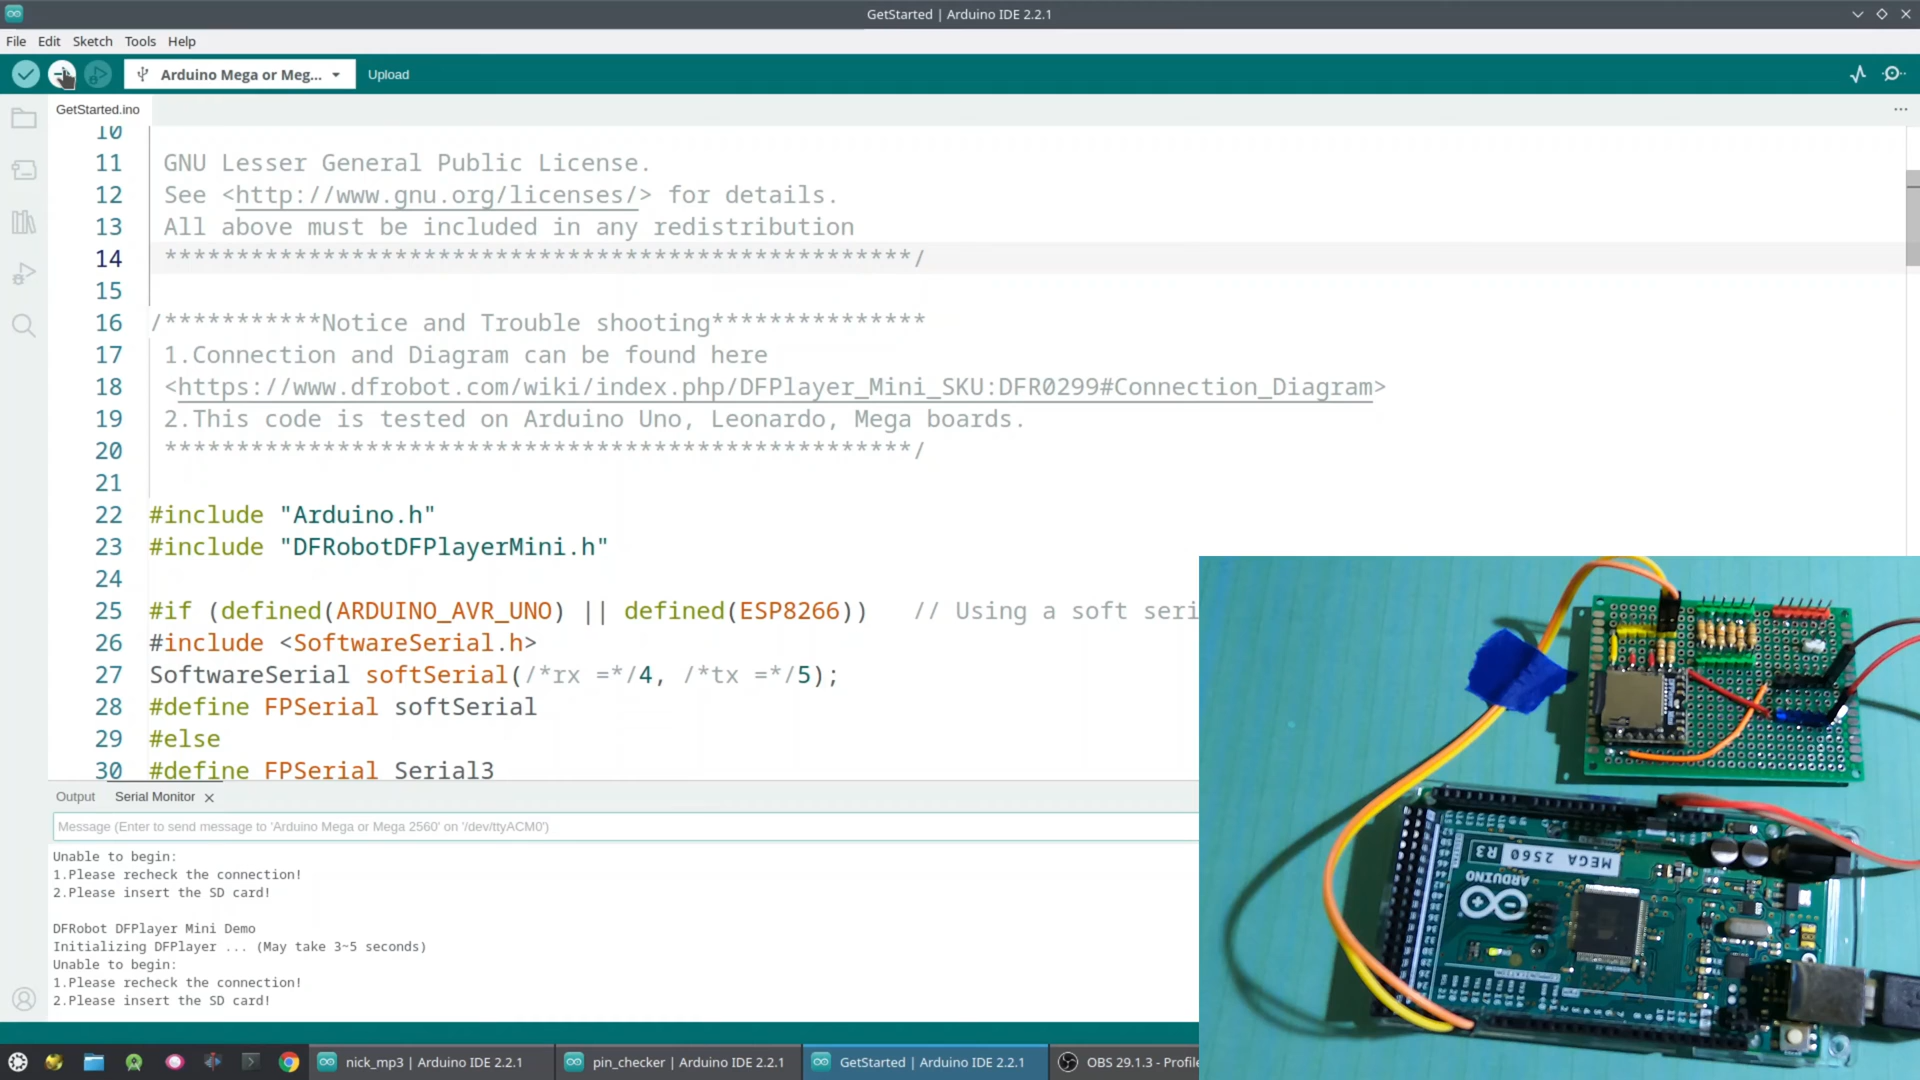 GetStarted | Arduino IDE 2.2.1
File Edit Sketch Tools Help
Arduino Mega or Meg... Upload
GetStarted.ino
10
11 GNU Lesser General Public License.
12 See <http://www.gnu.org/licenses/> for details.
13 All above must be included in any redistribution
14 ****************************************************/
15
16 /***********Notice and Trouble shooting***************
17 1.Connection and Diagram can be found here
18 <https://www.dfrobot.com/wiki/index.php/DFPlayer_Mini_SKU:DFR0299#Connection_Diagram>
19 2.This code is tested on Arduino Uno, Leonardo, Mega boards.
20 ****************************************************/
21
22 #include "Arduino.h"
23 #include "DFRobotDFPlayerMini.h"
24
25 #if (defined(ARDUINO_AVR_UNO) || defined(ESP8266))   // Using a soft seri
26 #include <SoftwareSerial.h>
27 SoftwareSerial softSerial(/*rx =*/4, /*tx =*/5);
28 #define FPSerial softSerial
29 #else
30 #define FPSerial Serial3
Output Serial Monitor
Message (Enter to send message to 'Arduino Mega or Mega 2560' on '/dev/ttyACM0')
Unable to begin:
1.Please recheck the connection!
2.Please insert the SD card!
DFRobot DFPlayer Mini Demo
Initializing DFPlayer ... (May take 3~5 seconds)
Unable to begin:
1.Please recheck the connection!
2.Please insert the SD card!
MEGA 2560 R3
ARDUINO
nick_mp3 | Arduino IDE 2.2.1
pin_checker | Arduino IDE 2.2.1
GetStarted | Arduino IDE 2.2.1
OBS 29.1.3 - Profile